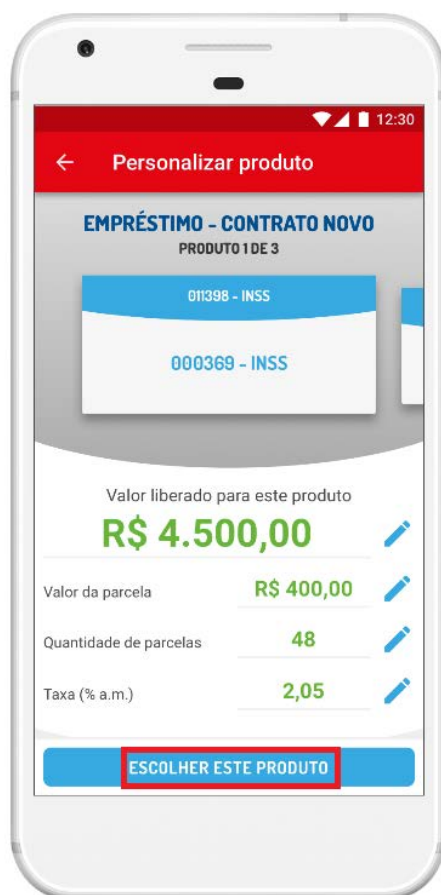 12:30
Personalizar produto
EMPRÉSTIMO - CONTRATO NOVO
PRODUTO 1 DE 3
011398 - INSS
000369 - INSS
Valor liberado para este produto
R$ 4.500,00
Valor da parcela R$ 400,00
Quantidade de parcelas 48
Taxa (% a.m.) 2,05
ESCOLHER ESTE PRODUTO